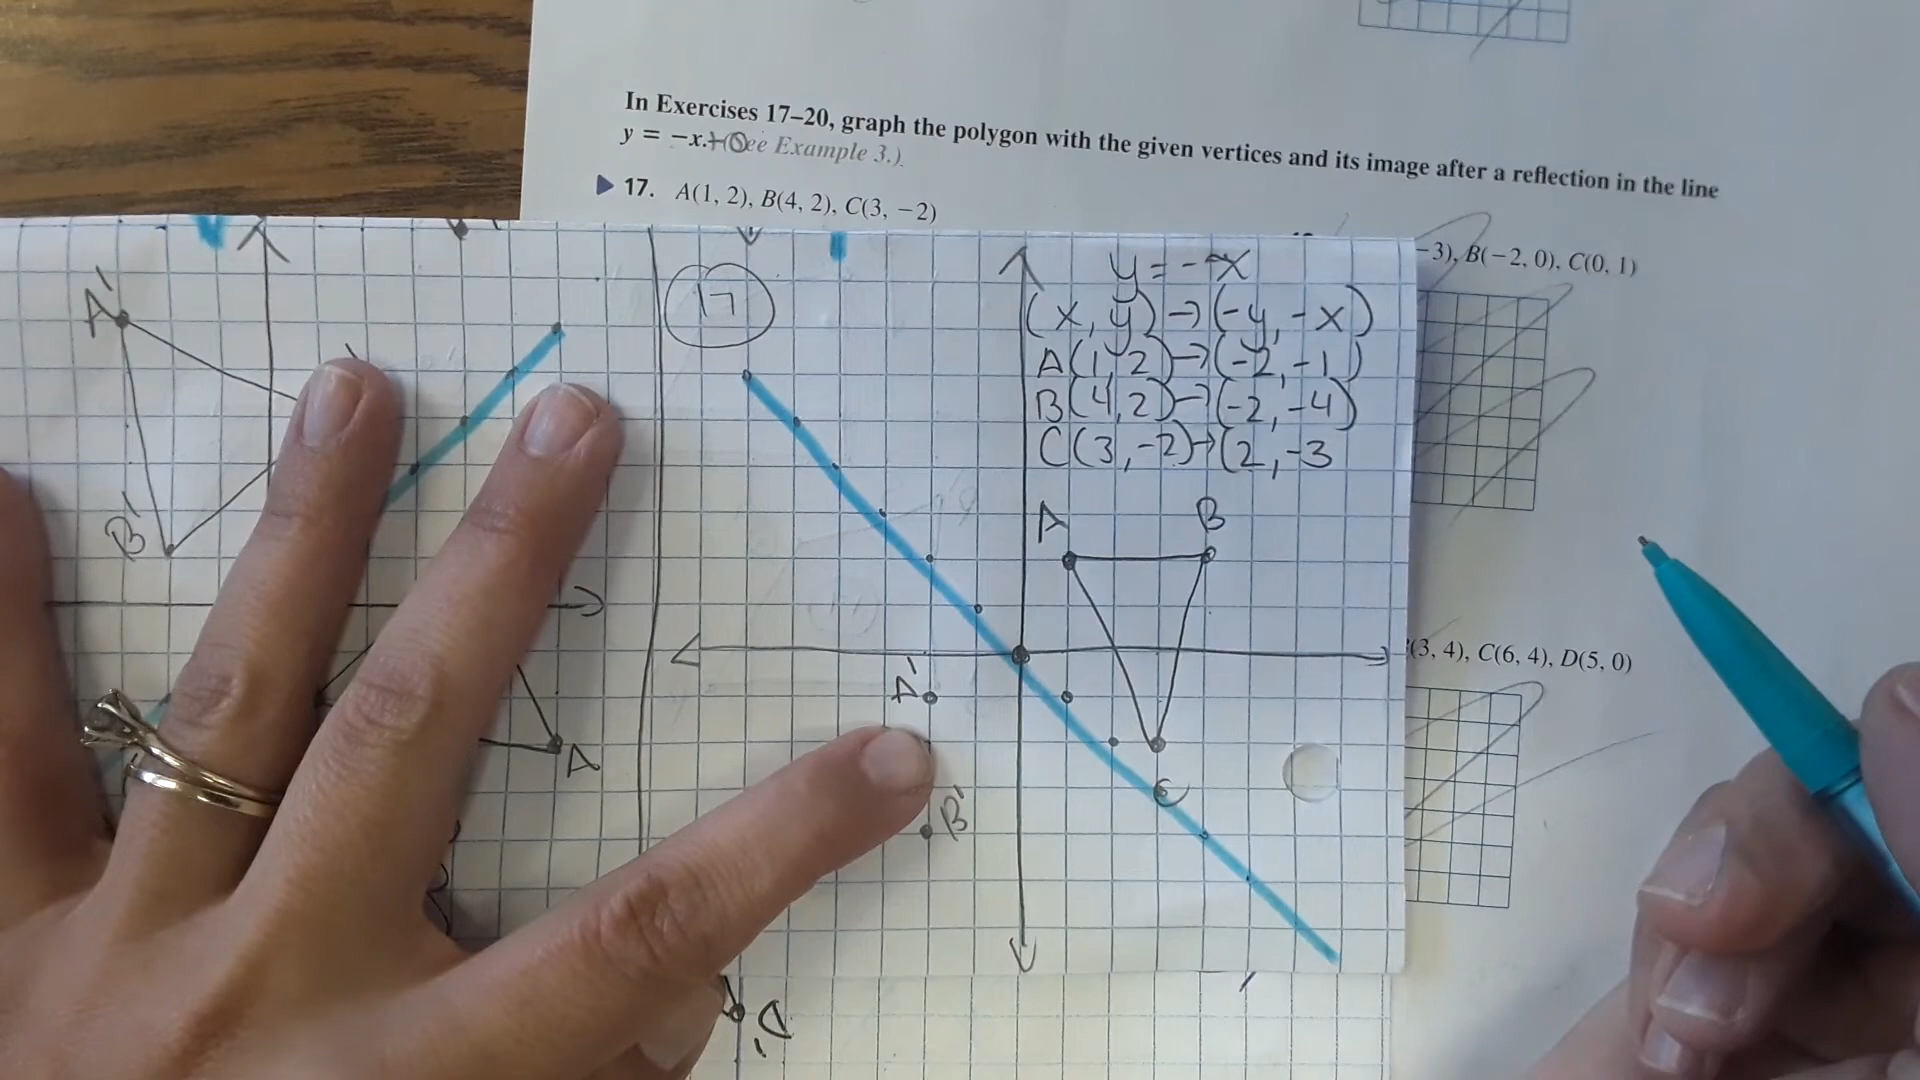 In Exercises 17–20, graph the polygon with the given vertices and its image after a reflection in the line
y = −x.+0ee Example 3.)
17. A(1, 2), B(4, 2), C(3, −2)
−3), B(−2, 0), C(0, 1)
(3, 4), C(6, 4), D(5, 0)
A'
B'
A
17
y = -x
(x, y) → (-y, -x)
A(1, 2) → (-2, -1)
B(4, 2) → (-2, -4)
C(3, -2) → (2, -3
A B
A'
B'
C
D'